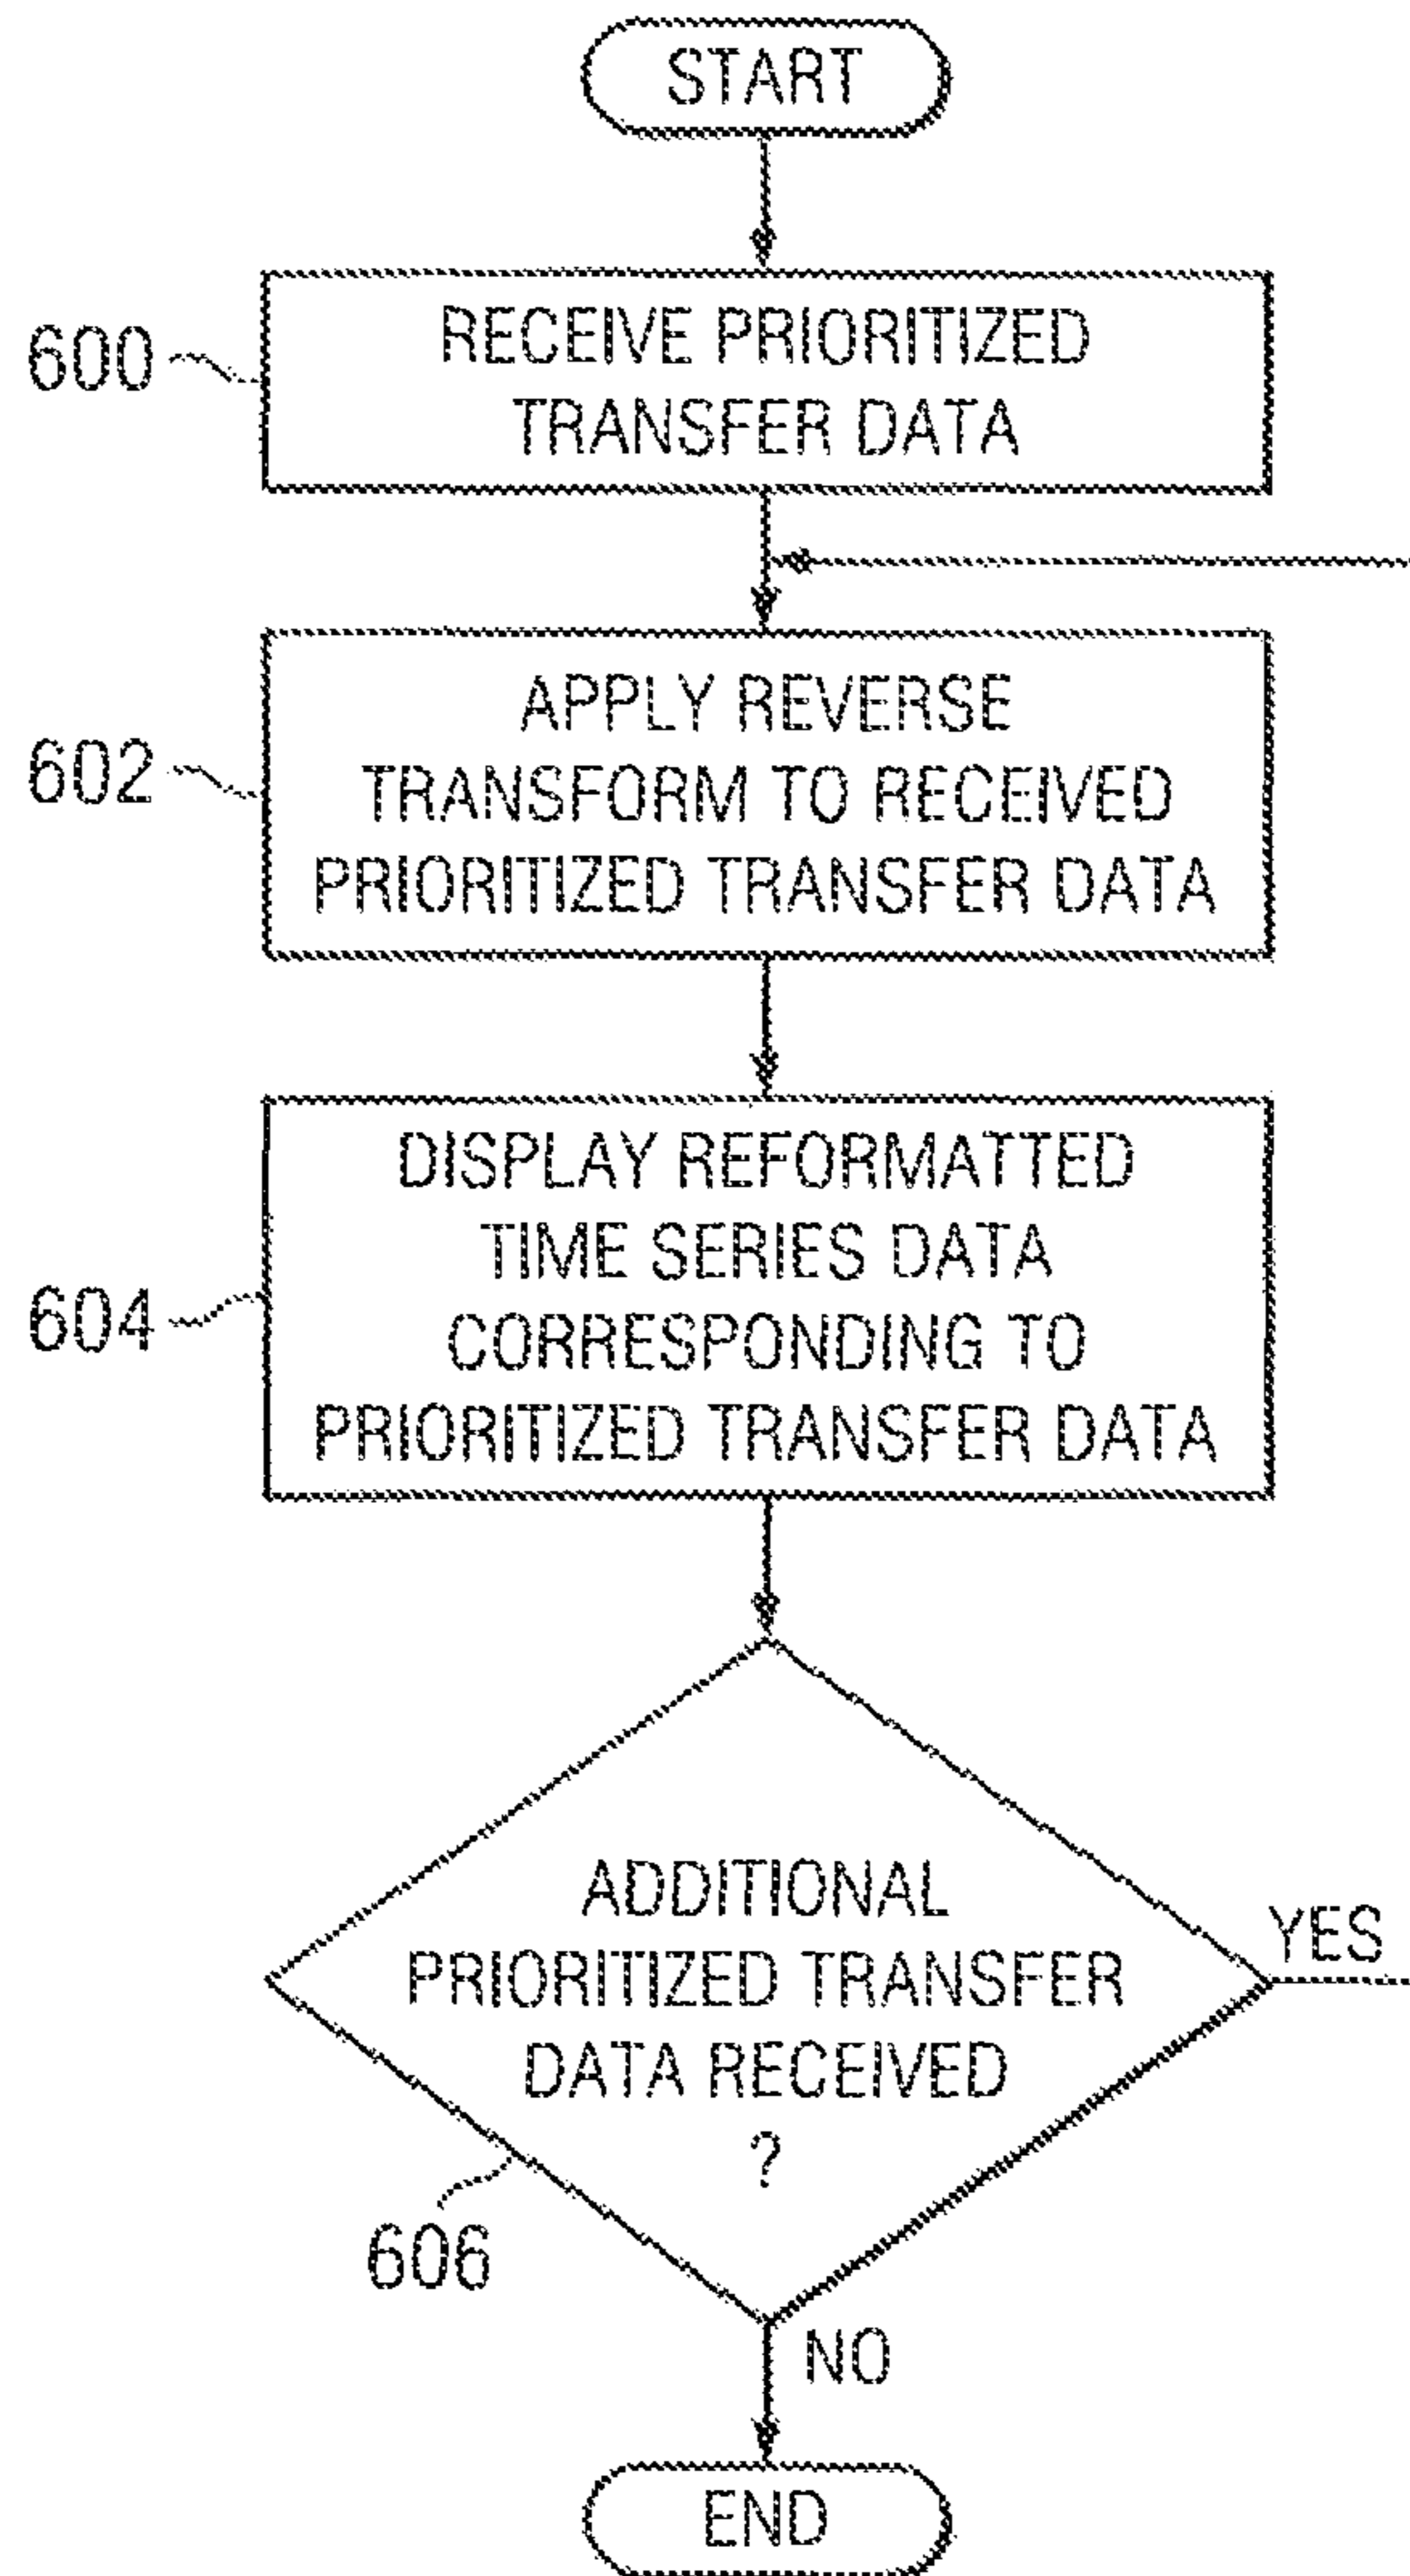 START
600
RECEIVE PRIORITIZED
TRANSFER DATA
602
APPLY REVERSE
TRANSFORM TO RECEIVED
PRIORITIZED TRANSFER DATA
604
DISPLAY REFORMATTED
TIME SERIES DATA
CORRESPONDING TO
PRIORITIZED TRANSFER DATA
ADDITIONAL
PRIORITIZED TRANSFER
DATA RECEIVED
?
YES
606
NO
END